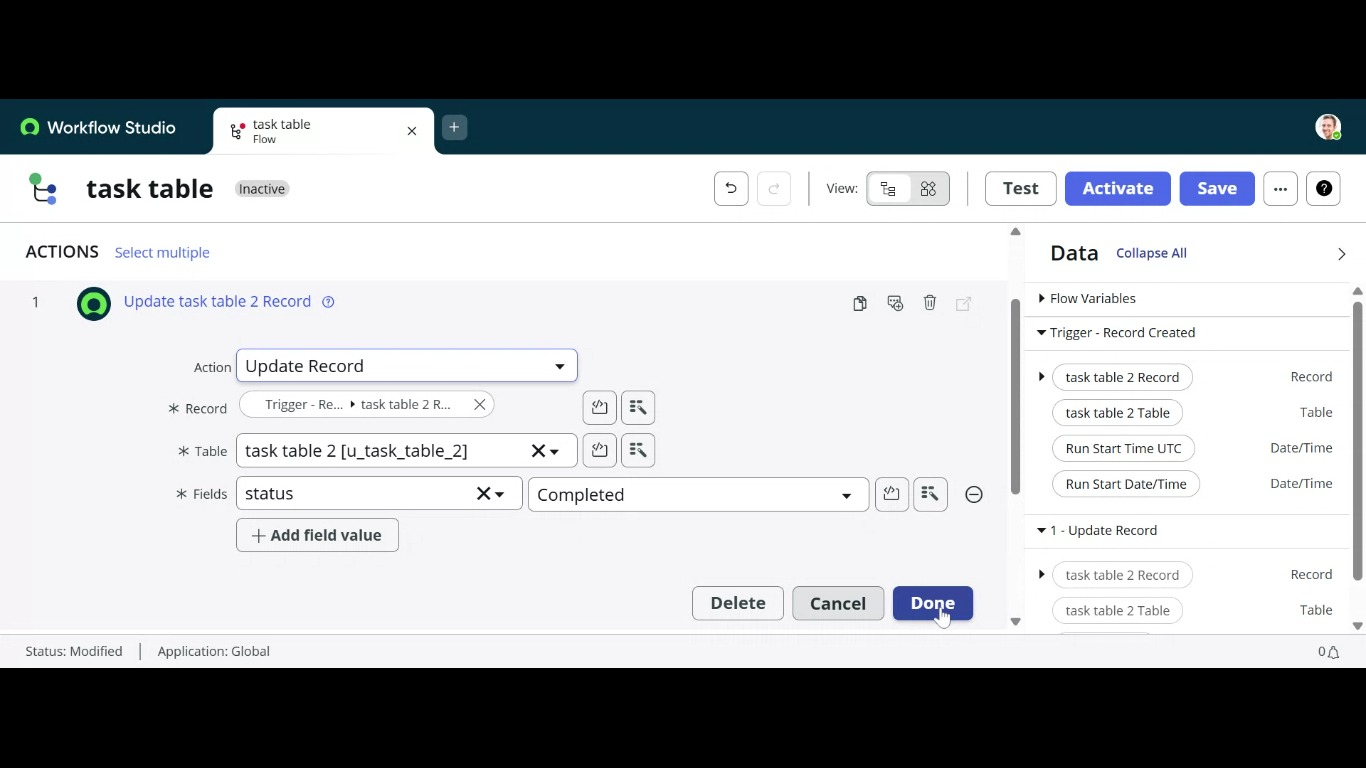 Workflow Studio
task table
Flow
task table
Inactive
View:
Test
Activate
Save
ACTIONS
Select multiple
Data
Collapse All
1
Update task table 2 Record
Flow Variables
Trigger - Record Created
Action
Update Record
task table 2 Record
Record
* Record
Trigger - Re...
task table 2 R...
task table 2 Table
Table
* Table
task table 2 [u_task_table_2]
Run Start Time UTC
Date/Time
* Fields
status
Completed
Run Start Date/Time
Date/Time
+ Add field value
1 - Update Record
task table 2 Record
Record
Delete
Cancel
Done
task table 2 Table
Table
Status: Modified
Application: Global
0